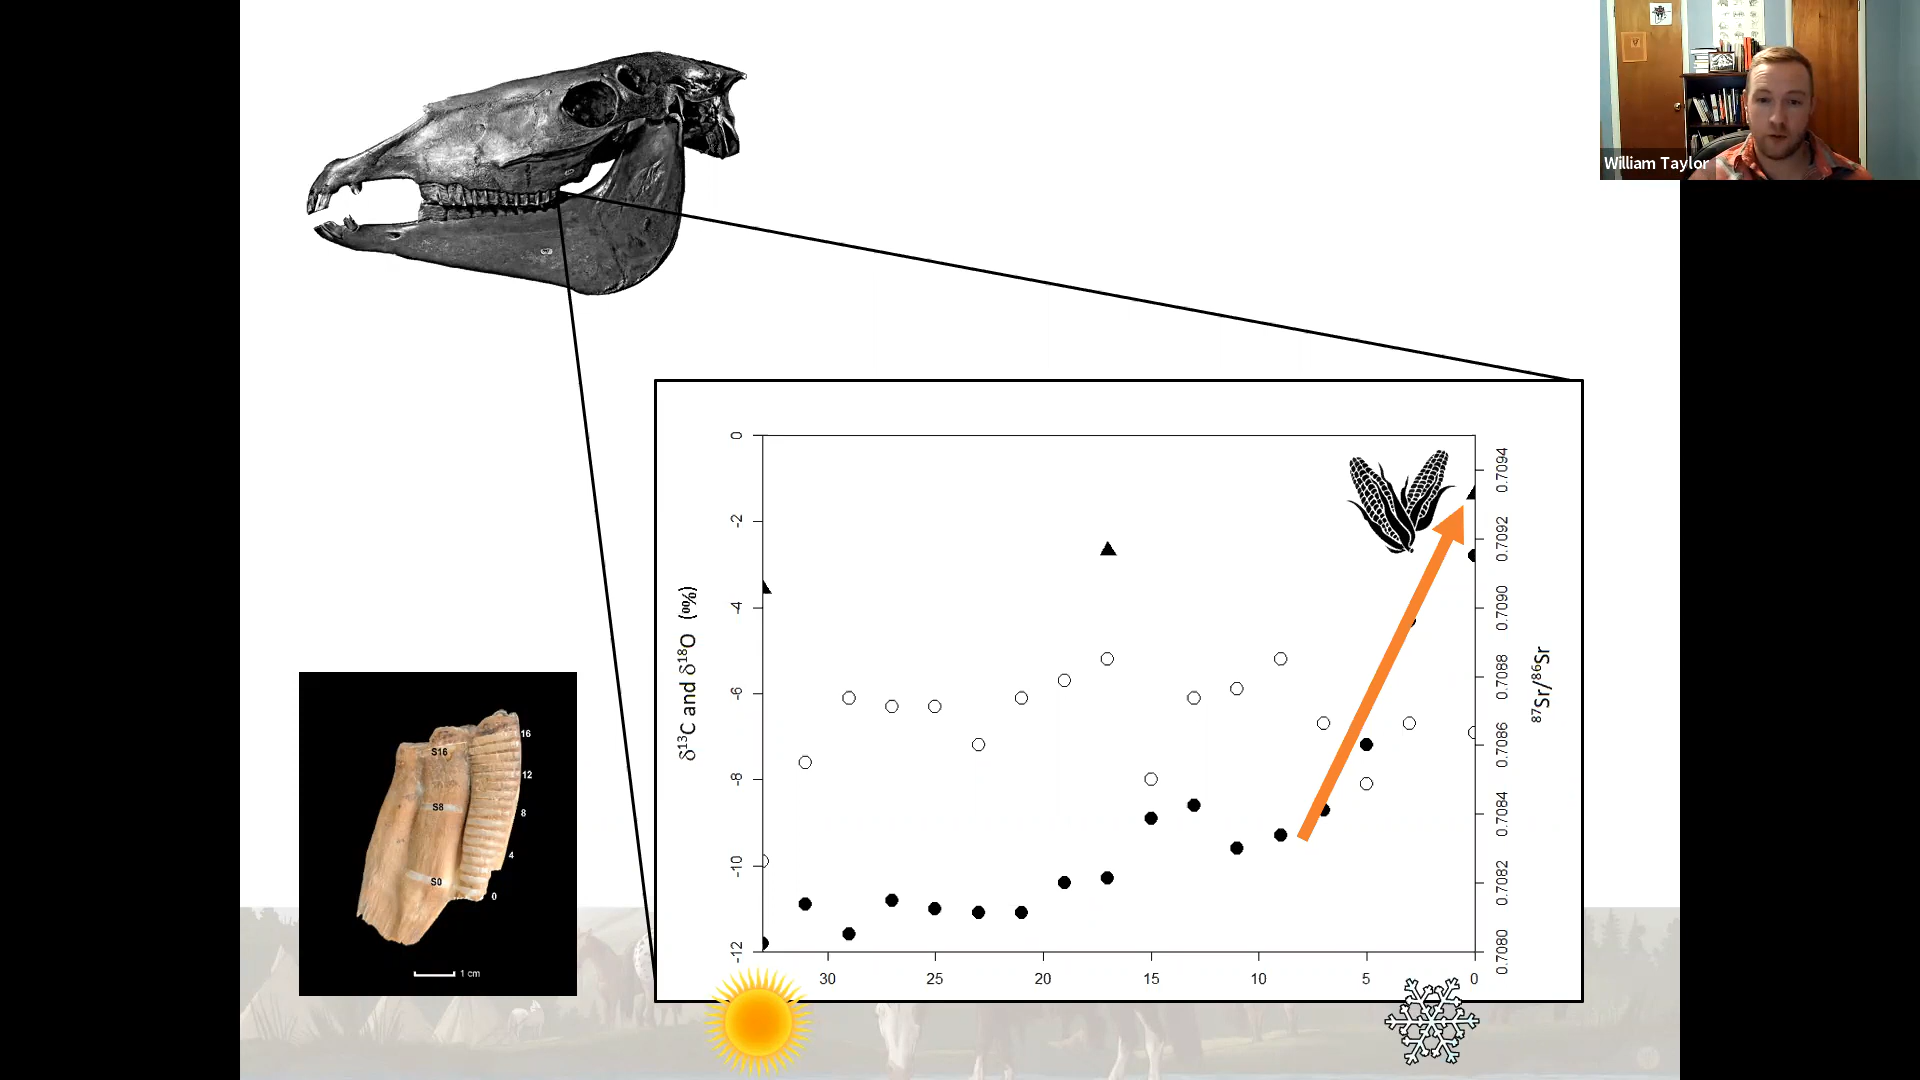 William Taylor
0
-2
-4
-6
-8
-10
-12
δ¹³C and δ¹⁸O (‰)
0.7094
0.7092
0.7090
0.7088
0.7086
0.7084
0.7082
0.7080
⁸⁷Sr/⁸⁶Sr
30 25 20 15 10 5 0
16
S16
12
S8
8
4
S0
0
1 cm